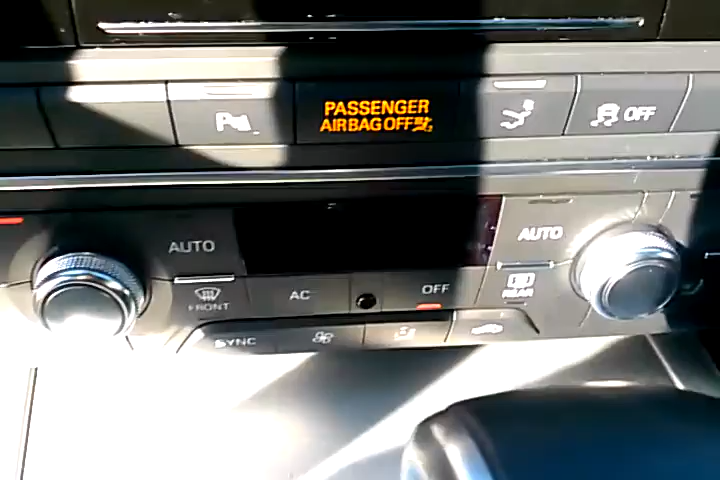 P
PASSENGER
AIRBAG OFF
OFF
AUTO
AUTO
FRONT
AC
OFF
REAR
SYNC